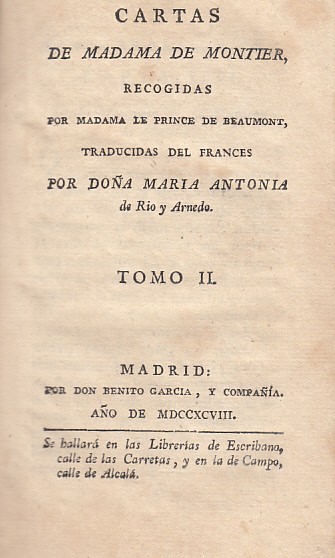 CARTAS
DE MADAMA DE MONTIER,
RECOGIDAS
POR MADAMA LE PRINCE DE BEAUMONT,
TRADUCIDAS DEL FRANCES
POR DOÑA MARIA ANTONIA
de Rio y Arnedo.
TOMO II.
MADRID:
POR DON BENITO GARCIA, Y COMPAÑÍA.
AÑO DE MDCCXCVIII.
Se hallará en las Librerías de Escribano,
calle de las Carretas, y en la de Campo,
calle de Alcalá.